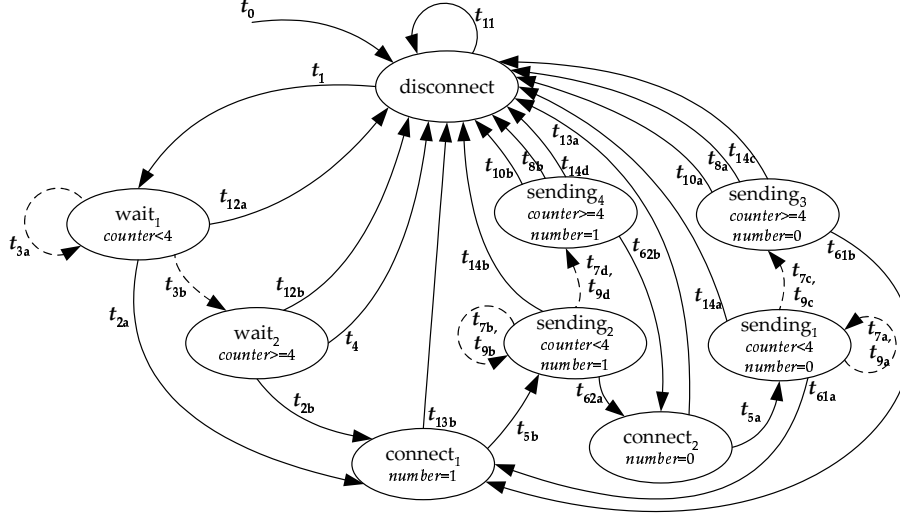 t0
t11
t1
disconnect
t13a
t14c
t8a
t10a
t8b
t10b
t14d
t12a
wait1
counter<4
t3a
t3b
sending4
counter>=4
number=1
sending3
counter>=4
number=0
t62b
t61b
t14b
t7d,
t9d
t7c,
t9c
t12b
t2a
t14a
wait2
counter>=4
t4
t7b,
t9b
sending2
counter<4
number=1
sending1
counter<4
number=0
t7a,
t9a
t62a
t61a
t2b
t13b
t5b
t5a
connect1
number=1
connect2
number=0